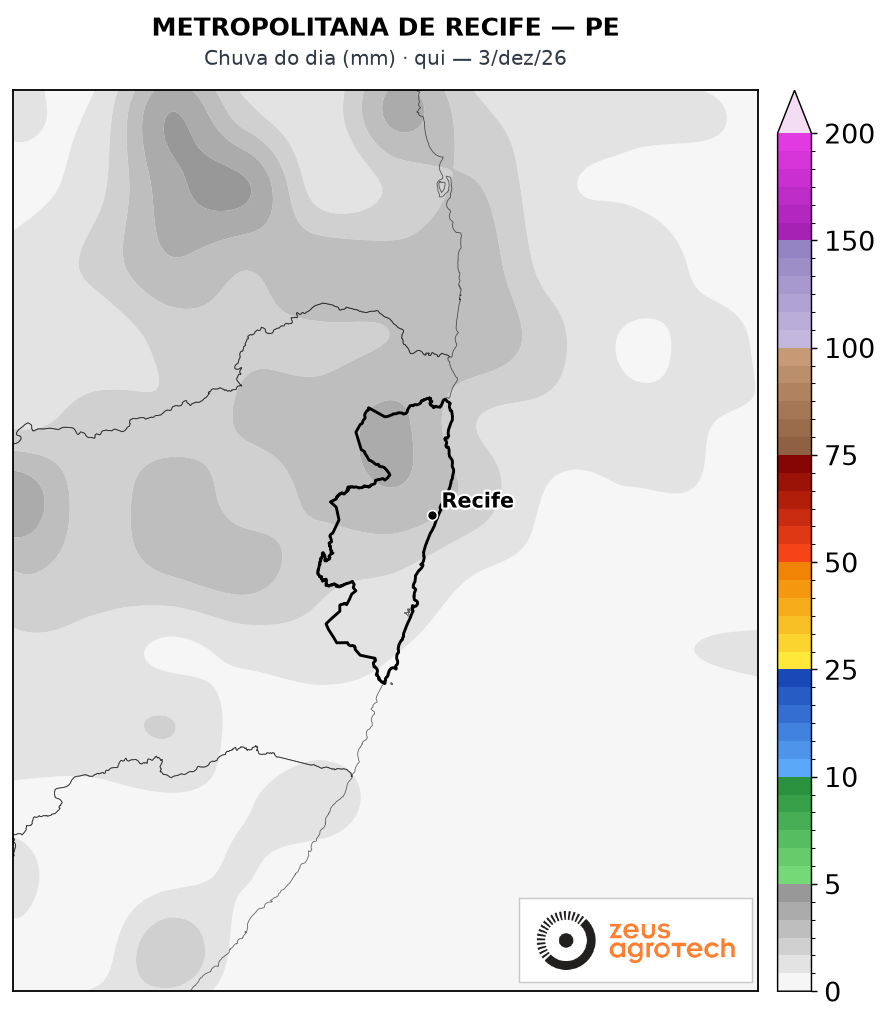 METROPOLITANA DE RECIFE — PE
Chuva do dia (mm) · qui — 3/dez/26
200
150
100
75
50
25
10
5
0
Recife
zeus
agrotech